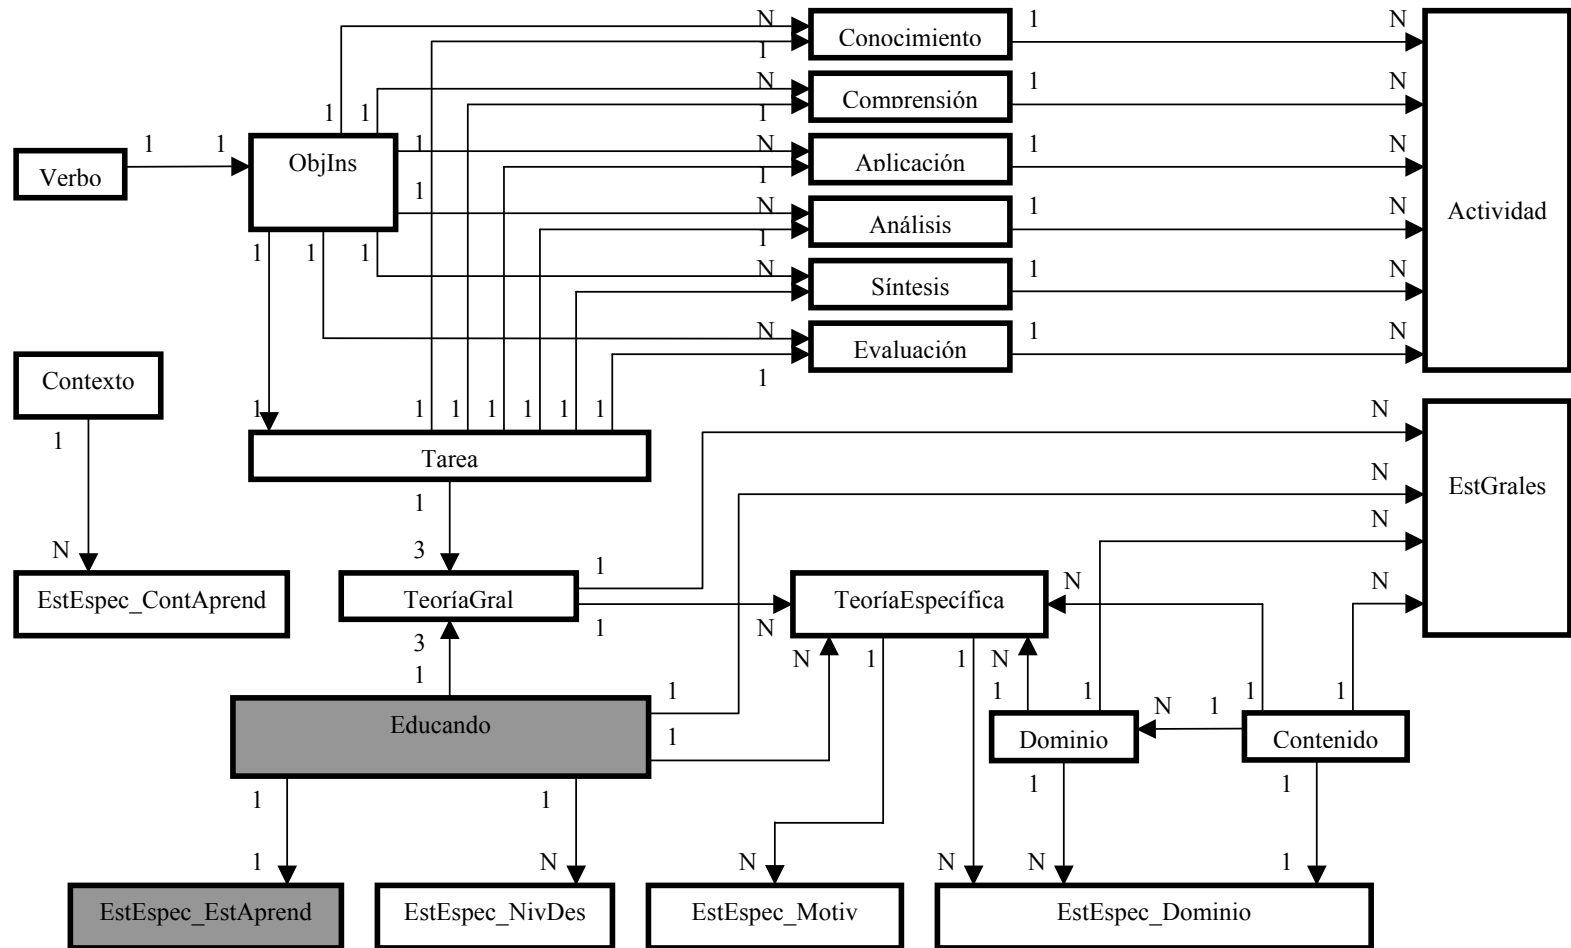 N
Conocimiento
1
N
1
N
Comprensión
1
N
1
1
1
Verbo
1
1
ObjIns
1
N
Aplicación
1
N
1
1
N
Análisis
1
N
1
1
1
1
N
Síntesis
1
N
N
Evaluación
1
N
1
Contexto
1
1
1
1
1
1
1
1
Tarea
1
3
N
EstEspec_ContAprend
TeoríaGral
1
1
3
1
Actividad
N
N
N
N
EstGrales
TeoríaEspecífica
N
N
N
1
1
N
1
1
1
1
N
1
Educando
1
1
Dominio
Contenido
1
1
1
1
1
N
N
N
N
1
EstEspec_EstAprend
EstEspec_NivDes
EstEspec_Motiv
EstEspec_Dominio